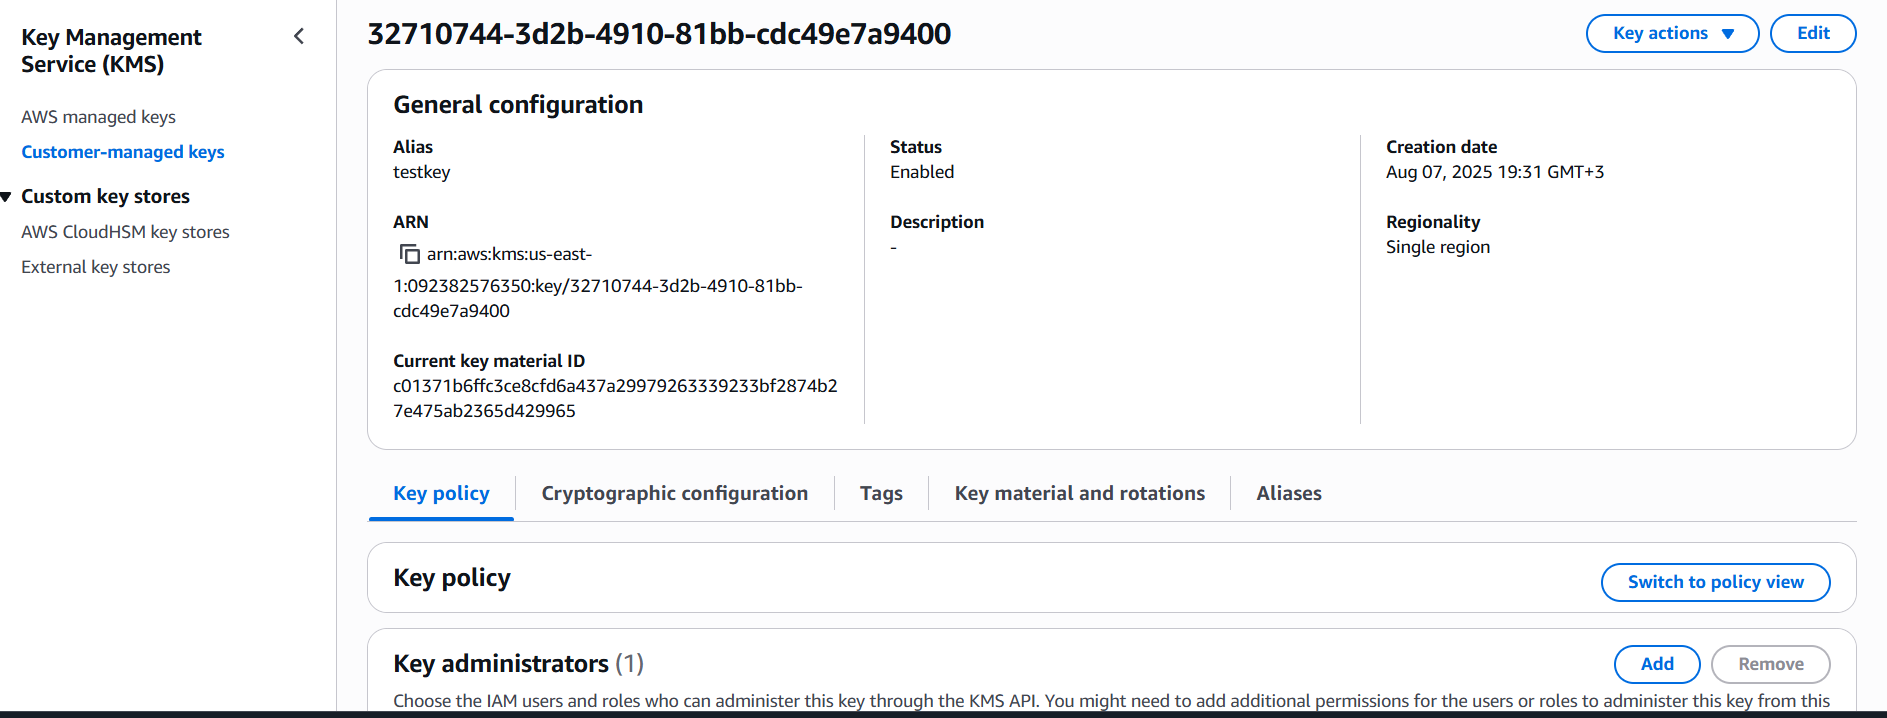 Key Management
Service (KMS)
AWS managed keys
Customer-managed keys
Custom key stores
AWS CloudHSM key stores
External key stores
32710744-3d2b-4910-81bb-cdc49e7a9400
Key actions
Edit
General configuration
Alias
testkey
ARN
arn:aws:kms:us-east-
1:092382576350:key/32710744-3d2b-4910-81bb-
cdc49e7a9400
Current key material ID
c01371b6ffc3ce8cfd6a437a29979263339233bf2874b2
7e475ab2365d429965
Status
Enabled
Description
-
Creation date
Aug 07, 2025 19:31 GMT+3
Regionality
Single region
Key policy
Cryptographic configuration
Tags
Key material and rotations
Aliases
Key policy
Switch to policy view
Key administrators (1)
Add
Remove
Choose the IAM users and roles who can administer this key through the KMS API. You might need to add additional permissions for the users or roles to administer this key from this